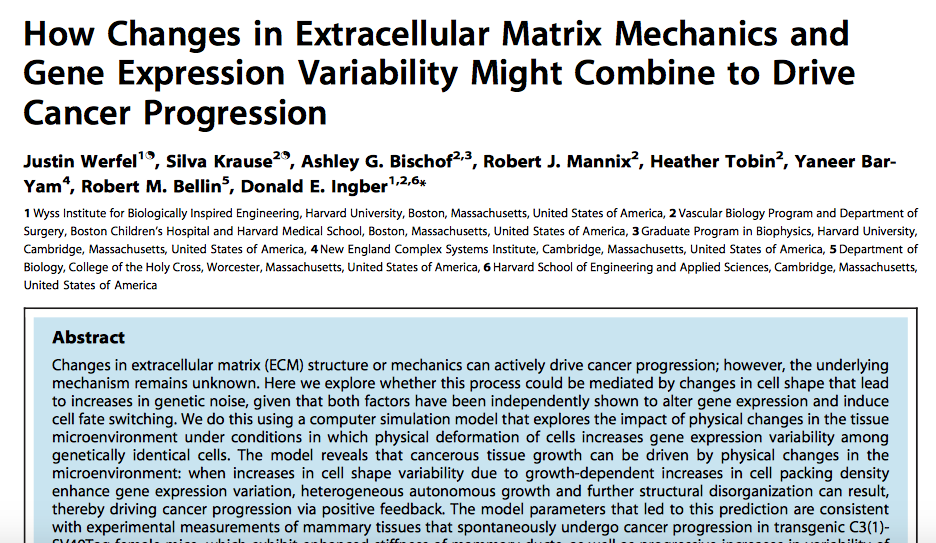 How Changes in Extracellular Matrix Mechanics and
Gene Expression Variability Might Combine to Drive
Cancer Progression
Justin Werfel1⁹, Silva Krause2⁹, Ashley G. Bischof2,3, Robert J. Mannix2, Heather Tobin2, Yaneer Bar-
Yam4, Robert M. Bellin5, Donald E. Ingber1,2,6*
1 Wyss Institute for Biologically Inspired Engineering, Harvard University, Boston, Massachusetts, United States of America, 2 Vascular Biology Program and Department of
Surgery, Boston Children's Hospital and Harvard Medical School, Boston, Massachusetts, United States of America, 3 Graduate Program in Biophysics, Harvard University,
Cambridge, Massachusetts, United States of America, 4 New England Complex Systems Institute, Cambridge, Massachusetts, United States of America, 5 Department of
Biology, College of the Holy Cross, Worcester, Massachusetts, United States of America, 6 Harvard School of Engineering and Applied Sciences, Cambridge, Massachusetts,
United States of America
Abstract
Changes in extracellular matrix (ECM) structure or mechanics can actively drive cancer progression; however, the underlying
mechanism remains unknown. Here we explore whether this process could be mediated by changes in cell shape that lead
to increases in genetic noise, given that both factors have been independently shown to alter gene expression and induce
cell fate switching. We do this using a computer simulation model that explores the impact of physical changes in the tissue
microenvironment under conditions in which physical deformation of cells increases gene expression variability among
genetically identical cells. The model reveals that cancerous tissue growth can be driven by physical changes in the
microenvironment: when increases in cell shape variability due to growth-dependent increases in cell packing density
enhance gene expression variation, heterogeneous autonomous growth and further structural disorganization can result,
thereby driving cancer progression via positive feedback. The model parameters that led to this prediction are consistent
with experimental measurements of mammary tissues that spontaneously undergo cancer progression in transgenic C3(1)-
SV40Tag female mice, which exhibit enhanced stiffness of mammary ducts, as well as progressive increases in variability of